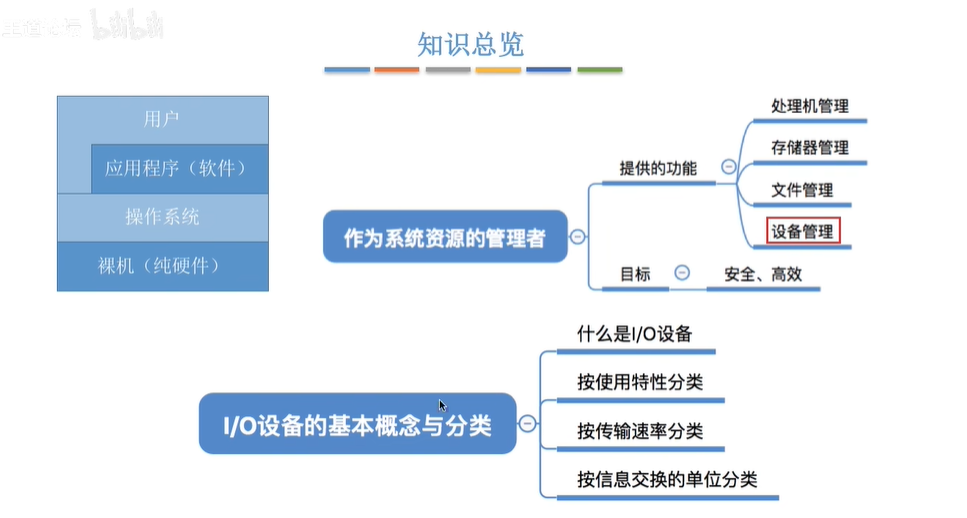 bilibili
知识总览
用户
应用程序（软件）
操作系统
裸机（纯硬件）
作为系统资源的管理者
提供的功能
处理机管理
存储器管理
文件管理
设备管理
目标
安全、高效
I/O设备的基本概念与分类
什么是I/O设备
按使用特性分类
按传输速率分类
按信息交换的单位分类